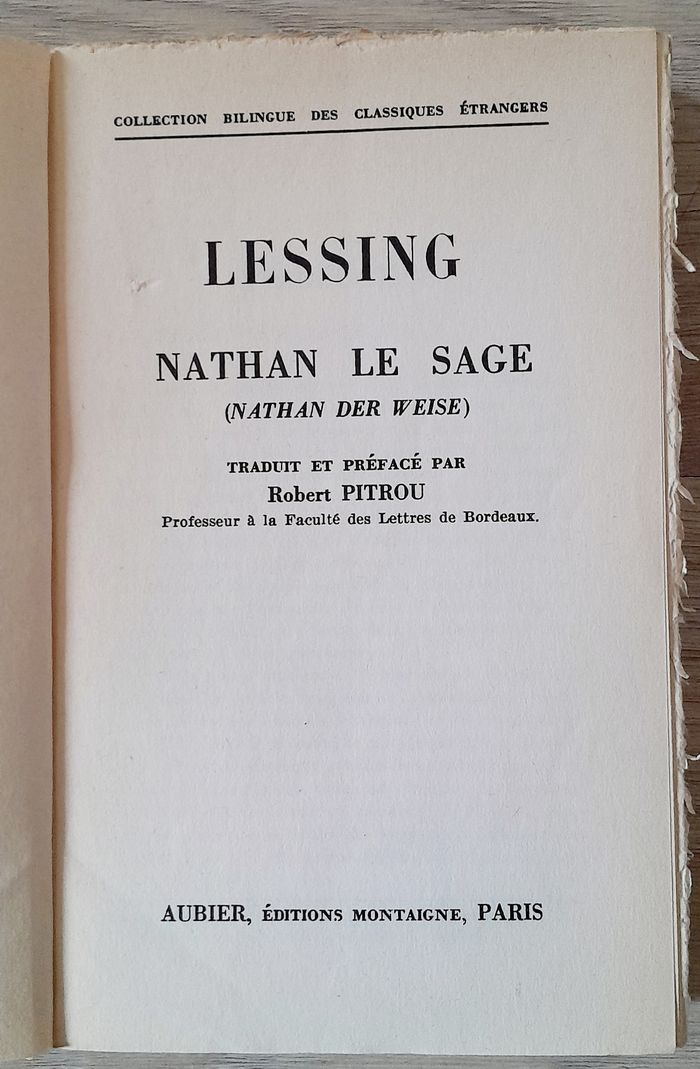 COLLECTION BILINGUE DES CLASSIQUES ÉTRANGERS
LESSING
NATHAN LE SAGE
(NATHAN DER WEISE)
TRADUIT ET PRÉFACÉ PAR
Robert PITROU
Professeur à la Faculté des Lettres de Bordeaux.
AUBIER, ÉDITIONS MONTAIGNE, PARIS